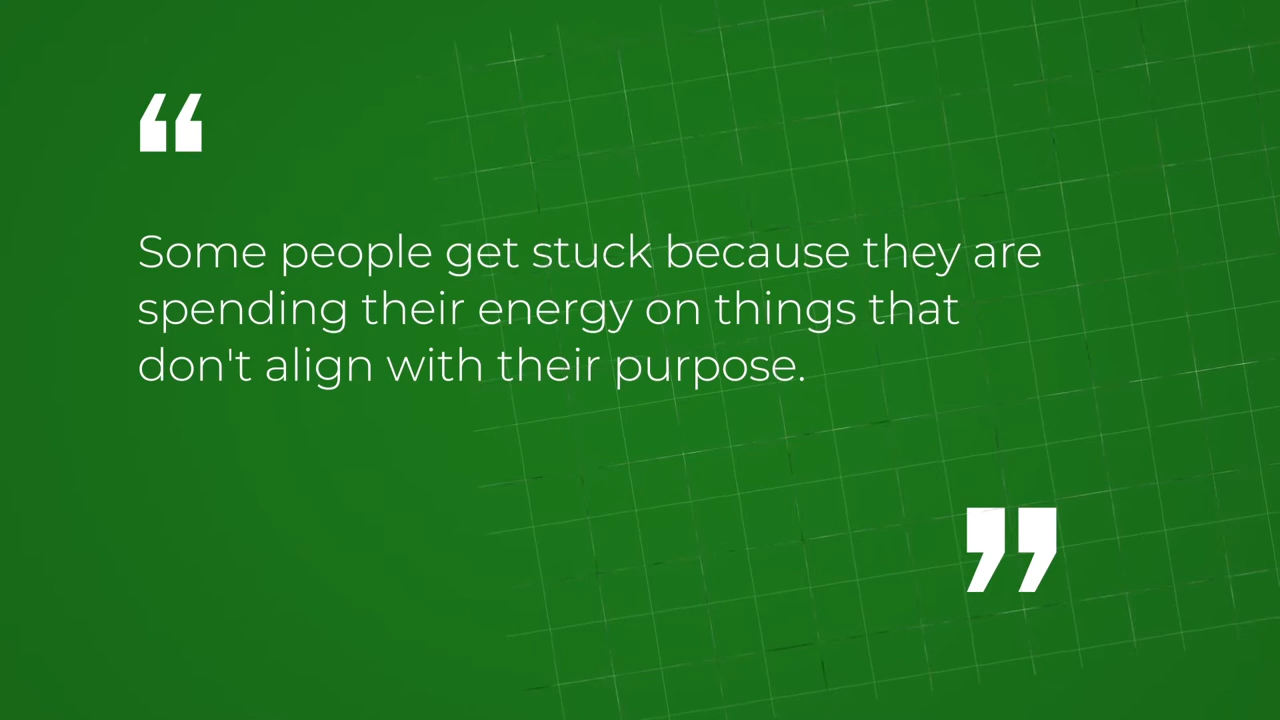 “
Some people get stuck because they are
spending their energy on things that
don't align with their purpose.
”